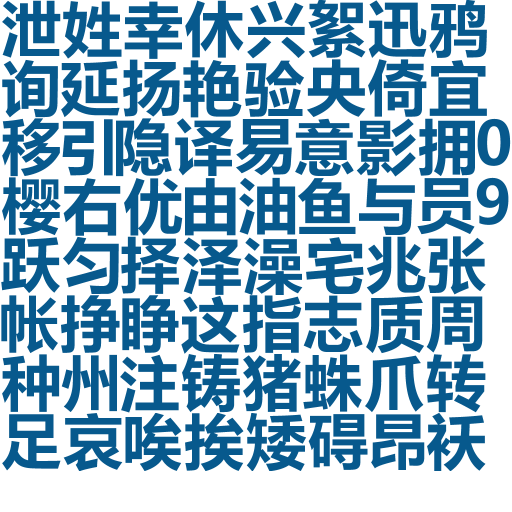 泄姓幸休兴絮迅鸦
询延扬艳验央倚宜
移引隐译易意影拥0
樱右优由油鱼与员9
跃匀择泽澡宅兆张
帐挣睁这指志质周
种州注铸猪蛛爪转
足哀唉挨矮碍昂袄